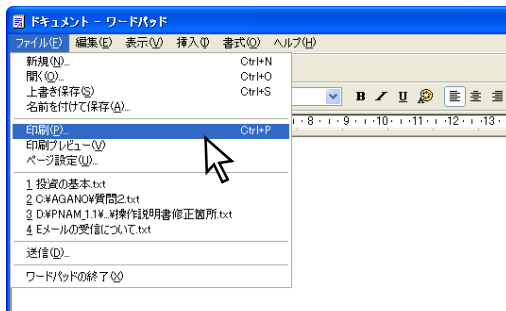 ドキュメント - ワードパッド
ファイル(F) 編集(E) 表示(V) 挿入(I) 書式(O) ヘルプ(H)
新規(N)... Ctrl+N
開く(O)... Ctrl+O
上書き保存(S) Ctrl+S
名前を付けて保存(A)...
B / U
8 9 10 11 12 13
印刷(P)... Ctrl+P
印刷プレビュー(V)
ページ設定(U)...
1 投資の基本.txt
2 C:¥AGANO¥質問2.txt
3 D:¥PNAM_1.1¥...¥操作説明書修正箇所.txt
4 Eメールの受信について.txt
送信(D)...
ワードパッドの終了(X)